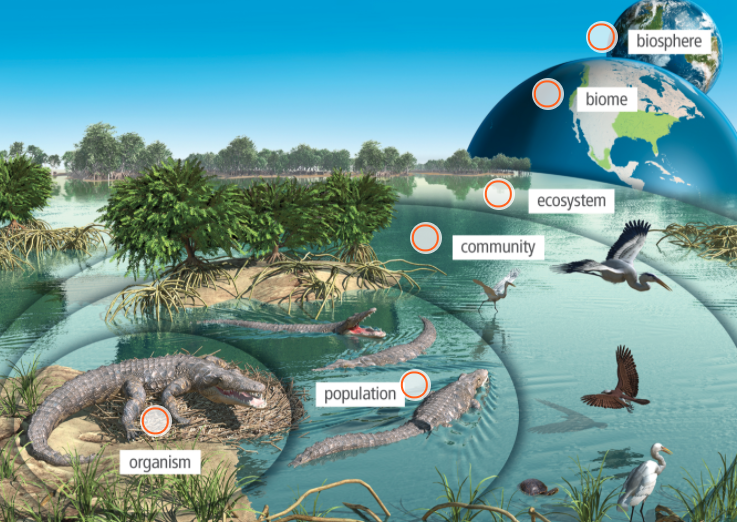 biosphere
biome
ecosystem
community
population
organism